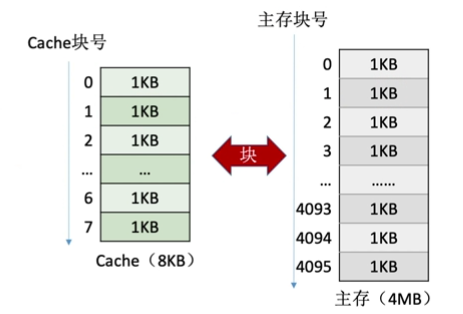 Cache块号
0 1KB
1 1KB
2 1KB
... ...
6 1KB
7 1KB
Cache（8KB）
块
主存块号
0 1KB
1 1KB
2 1KB
3 1KB
... ......
4093 1KB
4094 1KB
4095 1KB
主存（4MB）